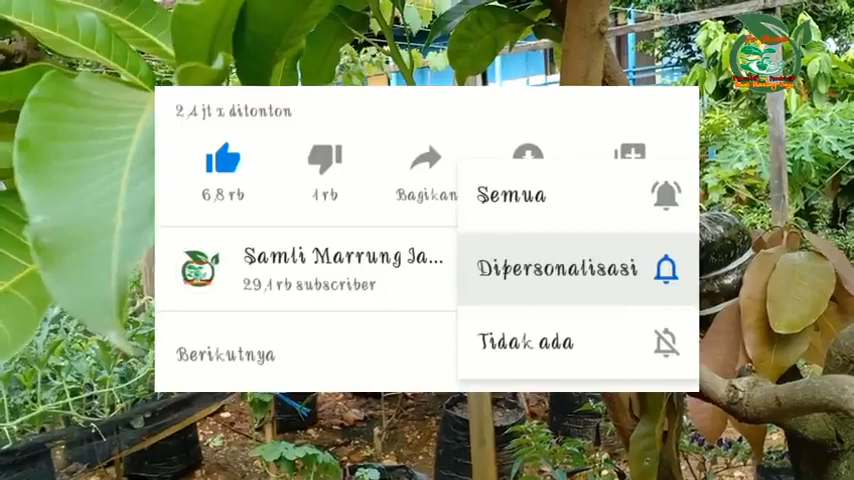 2,4 jt x ditonton
6,8 rb
1 rb
Bagikan
Semua
Samli Marrung Ja...
29,1 rb subscriber
Dipersonalisasi
Berikutnya
Tidak ada